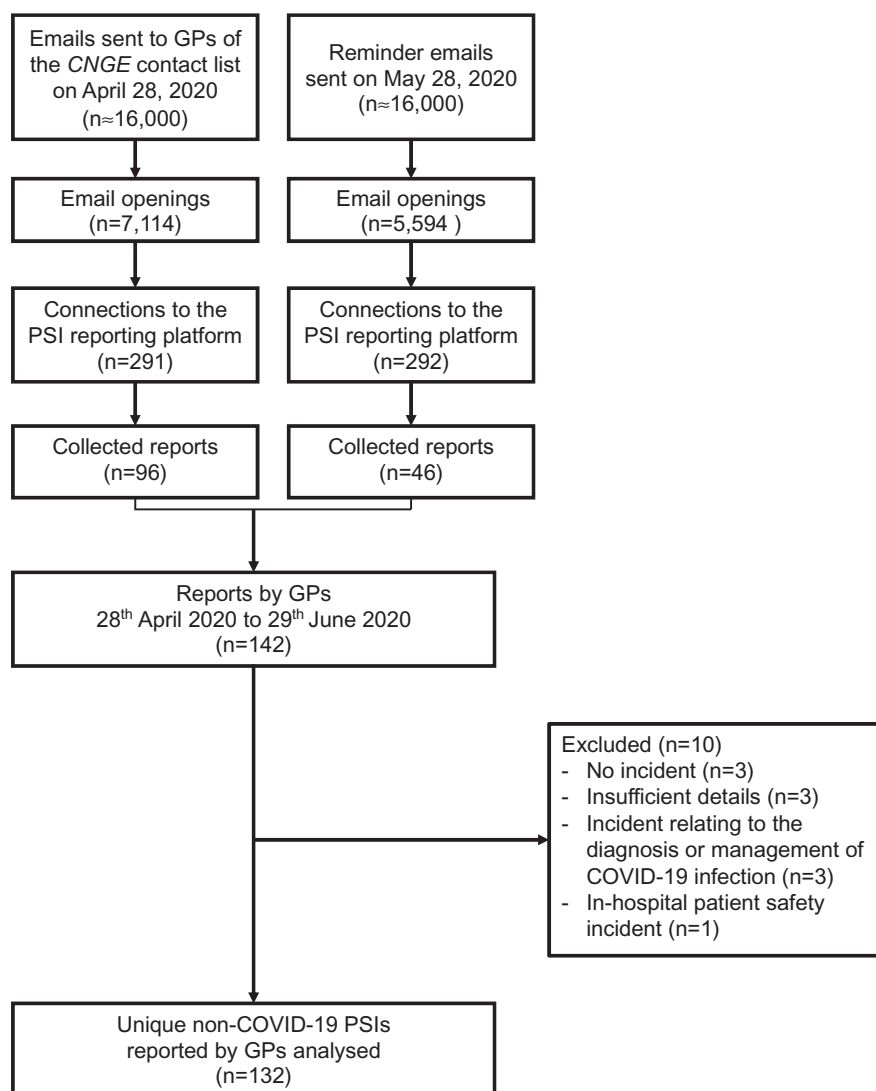 Emails sent to GPs of
the CNGE contact list
on April 28, 2020
(n≈16,000)
Reminder emails
sent on May 28, 2020
(n≈16,000)
Email openings
(n=7,114)
Email openings
(n=5,594 )
Connections to the
PSI reporting platform
(n=291)
Connections to the
PSI reporting platform
(n=292)
Collected reports
(n=96)
Collected reports
(n=46)
Reports by GPs
28th April 2020 to 29th June 2020
(n=142)
Excluded (n=10)
- No incident (n=3)
- Insufficient details (n=3)
- Incident relating to the
diagnosis or management of
COVID-19 infection (n=3)
- In-hospital patient safety
incident (n=1)
Unique non-COVID-19 PSIs
reported by GPs analysed
(n=132)